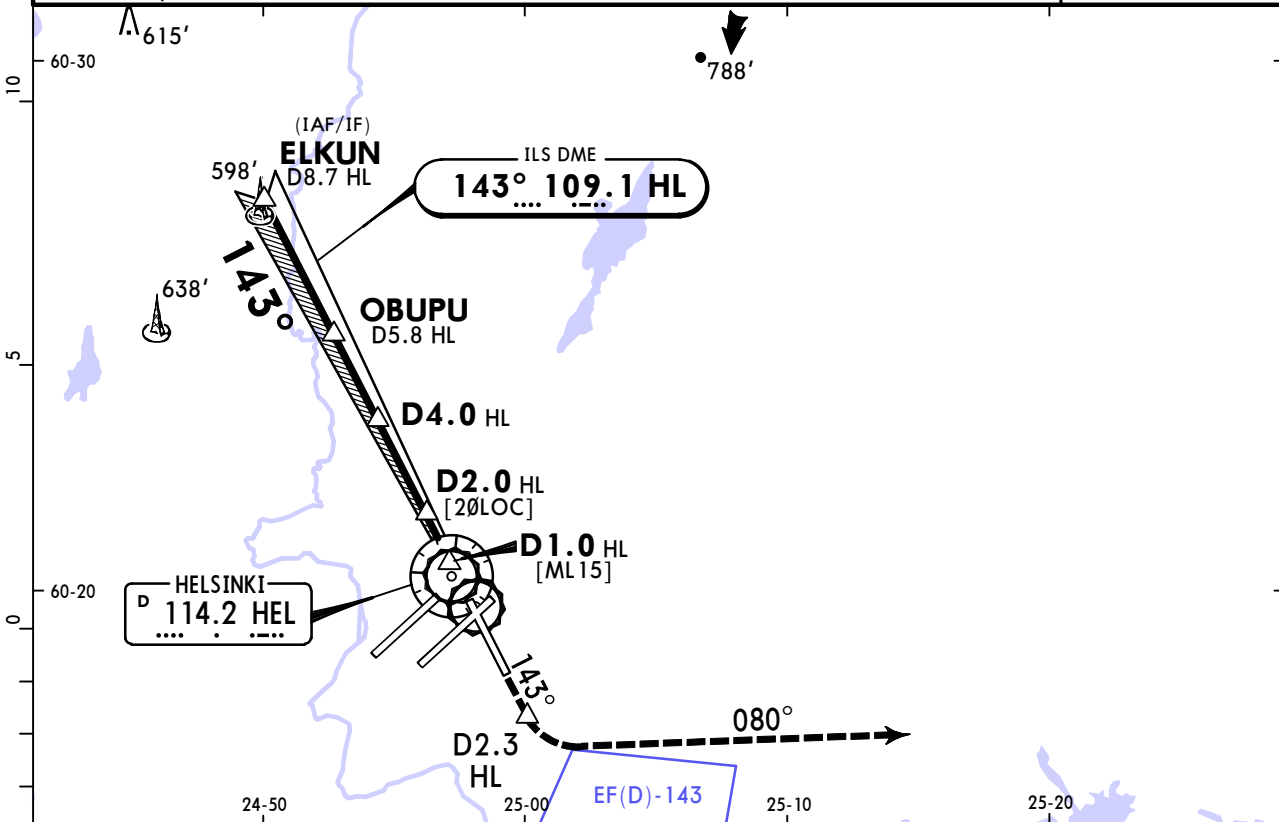 615'
60-30
10
788'
(IAF/IF)
ELKUN
D8.7 HL
598'
ILS DME
143° 109.1 HL
143°
638'
OBUPU
D5.8 HL
5
D4.0 HL
D2.0 HL
[20LOC]
D1.0 HL
[ML15]
HELSINKI
D 114.2 HEL
60-20
0
143°
080°
D2.3
HL
EF(D)-143
24-50
25-00
25-10
25-20